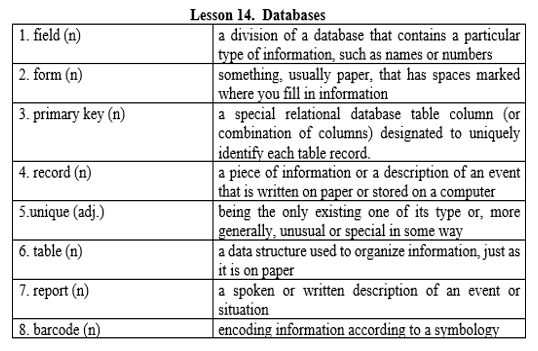 Lesson 14.  Databases
1. field (n)
a division of a database that contains a particular
type of information, such as names or numbers
2. form (n)
something, usually paper, that has spaces marked
where you fill in information
3. primary key (n)
a special relational database table column (or
combination of columns) designated to uniquely
identify each table record.
4. record (n)
a piece of information or a description of an event
that is written on paper or stored on a computer
5.unique (adj.)
being the only existing one of its type or, more
generally, unusual or special in some way
6. table (n)
a data structure used to organize information, just as
it is on paper
7. report (n)
a spoken or written description of an event or
situation
8. barcode (n)
encoding information according to a symbology